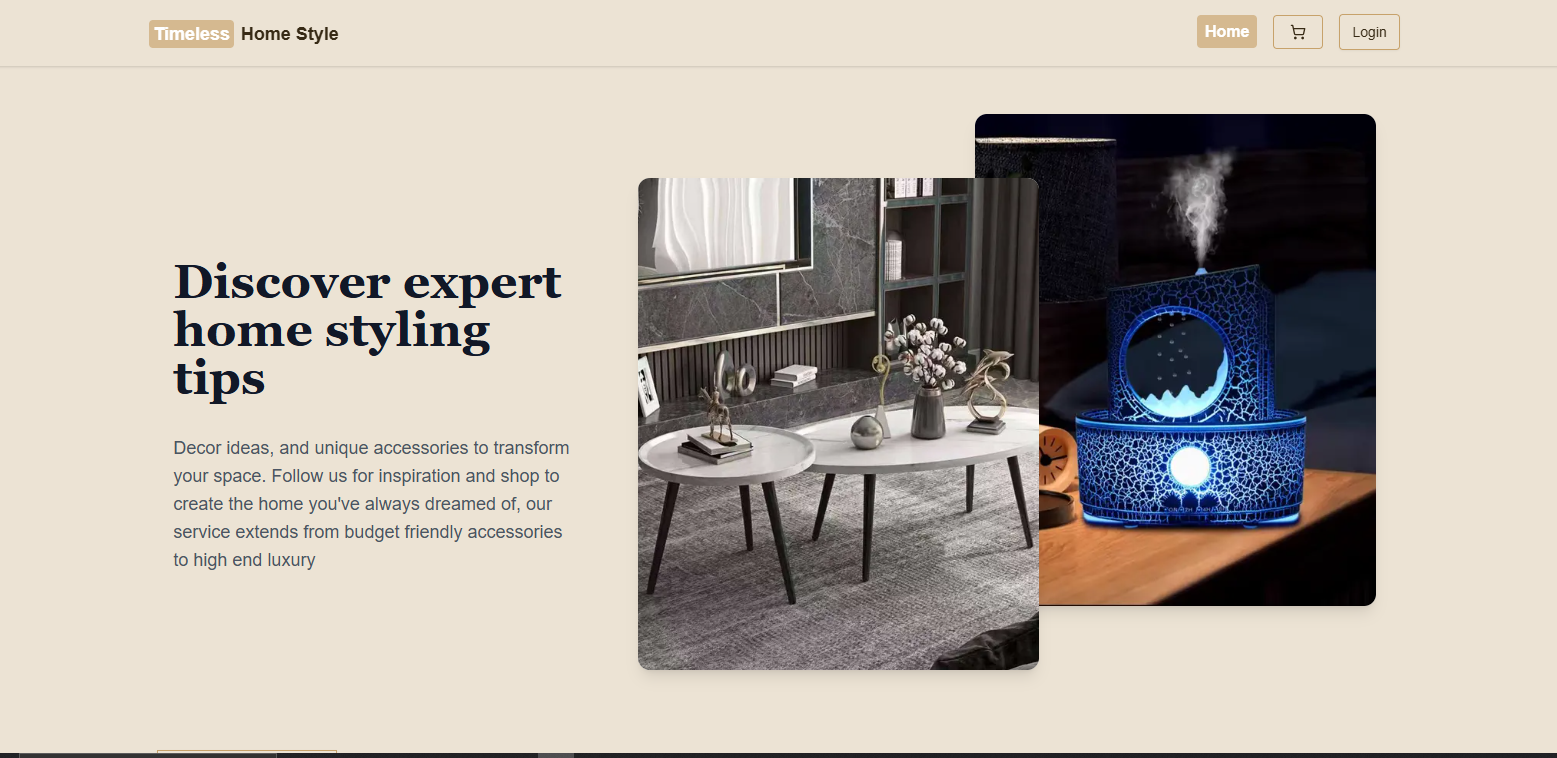 Timeless Home Style
Home
Login
Discover expert
home styling
tips
Decor ideas, and unique accessories to transform
your space. Follow us for inspiration and shop to
create the home you've always dreamed of, our
service extends from budget friendly accessories
to high end luxury